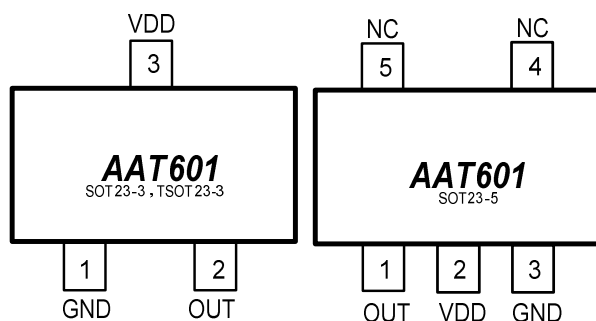 VDD
3
AAT601
SOT23-3 , TSOT23-3
1 2
GND OUT
NC NC
5 4
AAT601
SOT23-5
1 2 3
OUT VDD GND